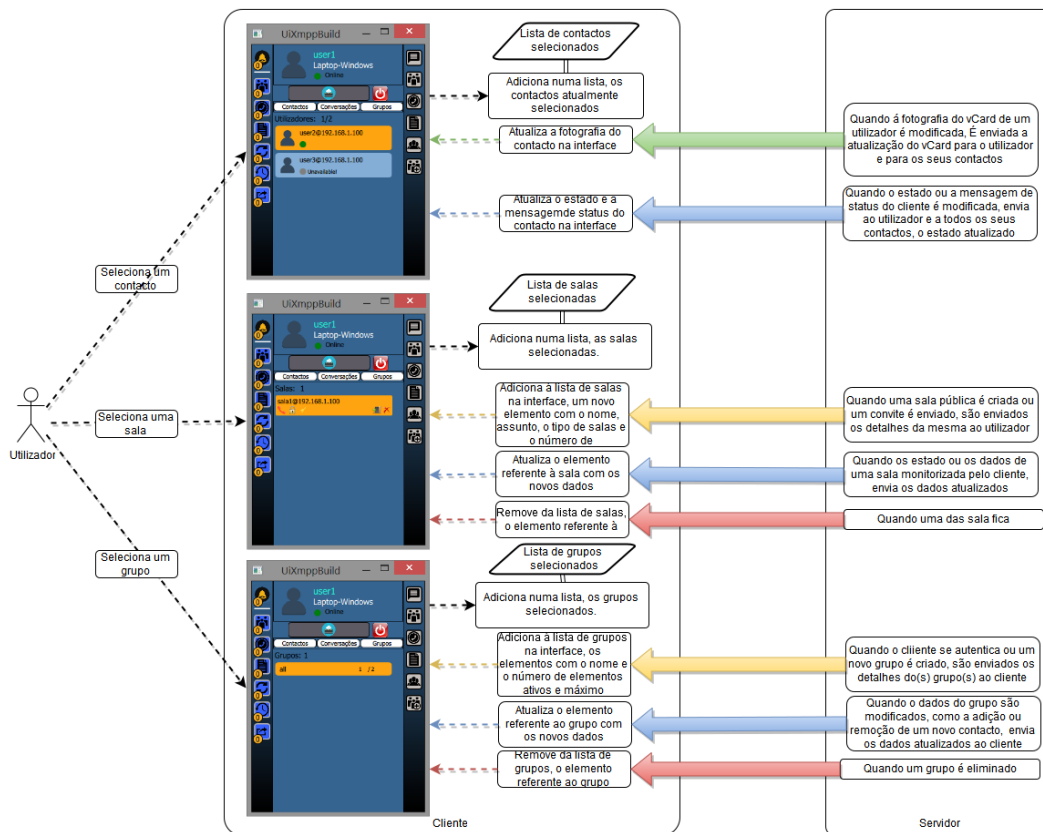 UiXmppBuild
user1
Laptop-Windows
Online
Contactos
Conversações
Grupos
Utilizadores: 1/2
user2@192.168.1.100
user3@192.168.1.100
Unavailable!
Lista de contactos
selecionados
Adiciona numa lista, os
contactos atualmente
selecionados
Atualiza a fotografia do
contacto na interface
Quando á fotografia do vCard de um
utilizador é modificada, É enviada a
atualização do vCard para o utilizador
e para os seus contactos
Atualiza o estado e a
mensagemde status do
contacto na interface
Quando o estado ou a mensagem de
status do cliente é modificada, envia
ao utilizador e a todos os seus
contactos, o estado atualizado
Seleciona um
contacto
UiXmppBuild
user1
Laptop-Windows
Online
Contactos
Conversações
Grupos
Salas: 1
sala1@192.168.1.100
Lista de salas
selecionadas
Adiciona numa lista, as salas
selecionadas.
Adiciona à lista de salas
na interface, um novo
elemento com o nome,
assunto, o tipo de salas e
o número de
Quando uma sala pública é criada ou
um convite é enviado, são enviados
os detalhes da mesma ao utilizador
Utilizador
Seleciona uma
sala
Atualiza o elemento
referente à sala com os
novos dados
Quando os estado ou os dados de
uma sala monitorizada pelo cliente,
envia os dados atualizados
Remove da lista de salas,
o elemento referente à
Quando uma das sala fica
Seleciona um
grupo
UiXmppBuild
user1
Laptop-Windows
Online
Contactos
Conversações
Grupos
Grupos: 1
all
1 /2
Lista de grupos
selecionados
Adiciona numa lista, os grupos
selecionados.
Adiciona à lista de grupos
na interface, os
elementos com o nome e
o número de elementos
ativos e máximo
Quando o cliiente se autentica ou um
novo grupo é criado, são enviados os
detalhes do(s) grupo(s) ao cliente
Atualiza o elemento
referente ao grupo com
os novos dados
Quando o dados do grupo são
modificados, como a adição ou
remoção de um novo contacto, envia
os dados atualizados ao cliente
Remove da lista de
grupos, o elemento
referente ao grupo
Quando um grupo é eliminado
Cliente
Servidor